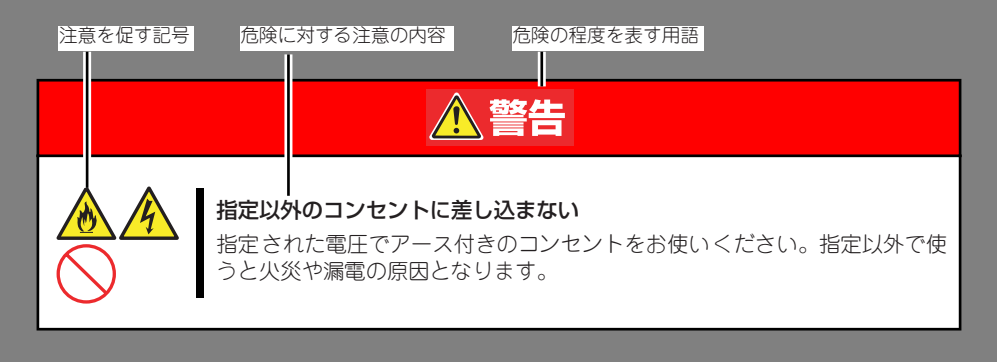 注意を促す記号
危険に対する注意の内容
危険の程度を表す用語
警告
指定以外のコンセントに差し込まない
指定された電圧でアース付きのコンセントをお使いください。指定以外で使
うと火災や漏電の原因となります。